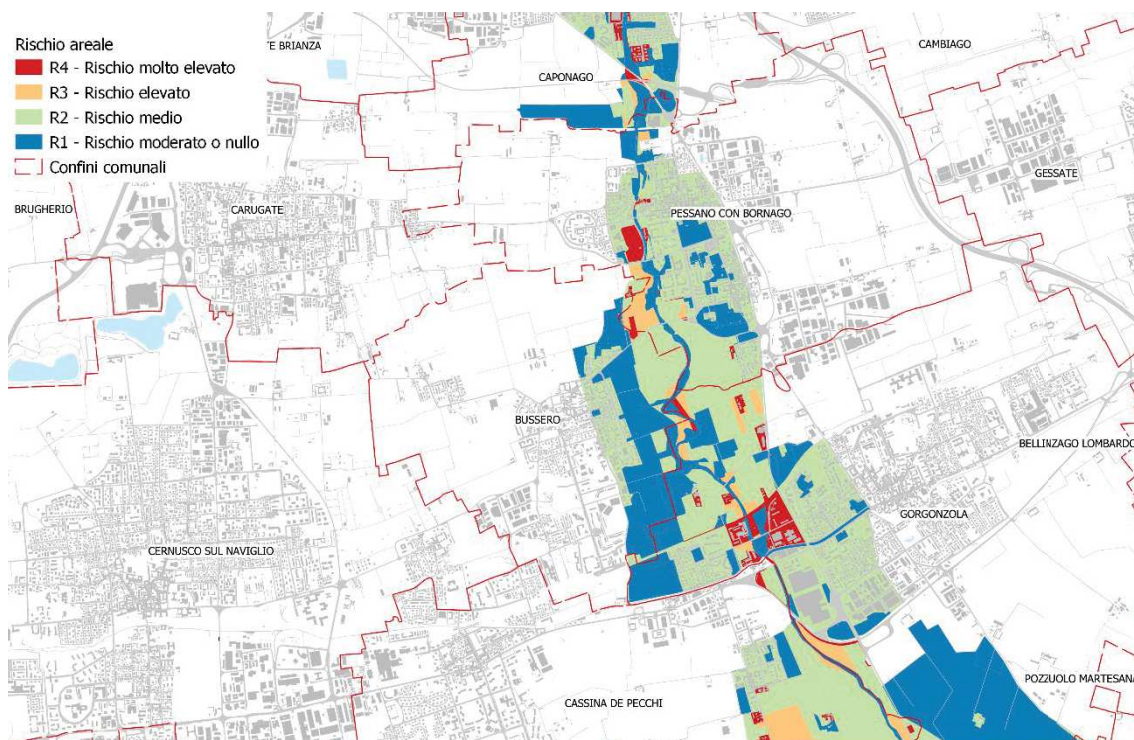 Rischio areale
R4 - Rischio molto elevato
R3 - Rischio elevato
R2 - Rischio medio
R1 - Rischio moderato o nullo
Confini comunali
TE BRIANZA
CAMBIAGO
CAPONAGO
GESSATE
BRUGHERIO
CARUGATE
PESSANO CON BORNAGO
BUSSERO
BELLINZAGO LOMBARDO
GORGONZOLA
CERNUSCO SUL NAVIGLIO
POZZUOLO MARTESANA
CASSINA DE PECCHI